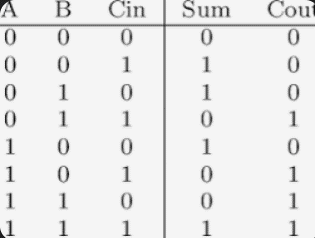 A B Cin Sum Cout
0 0 0 0 0
0 0 1 1 0
0 1 0 1 0
0 1 1 0 1
1 0 0 1 0
1 0 1 0 1
1 1 0 0 1
1 1 1 1 1